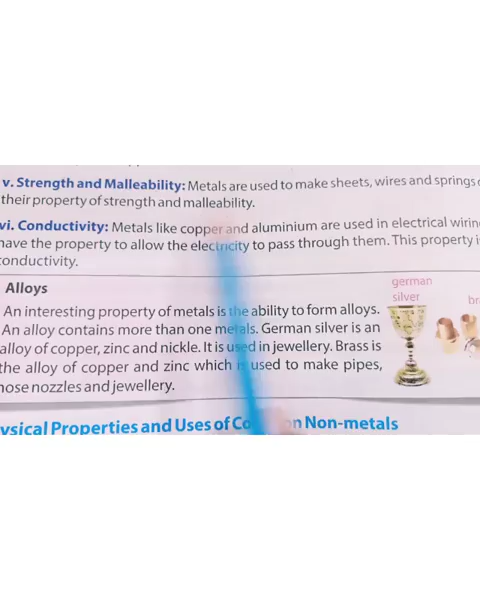 v. Strength and Malleability: Metals are used to make sheets, wires and springs
their property of strength and malleability.
vi. Conductivity: Metals like copper and aluminium are used in electrical wirin
have the property to allow the electricity to pass through them. This property i
conductivity.
Alloys
An interesting property of metals is the ability to form alloys.
An alloy contains more than one metals. German silver is an
alloy of copper, zinc and nickle. It is used in jewellery. Brass is
the alloy of copper and zinc which is used to make pipes,
hose nozzles and jewellery.
german
silver
br
ysical Properties and Uses of Co on Non-metals